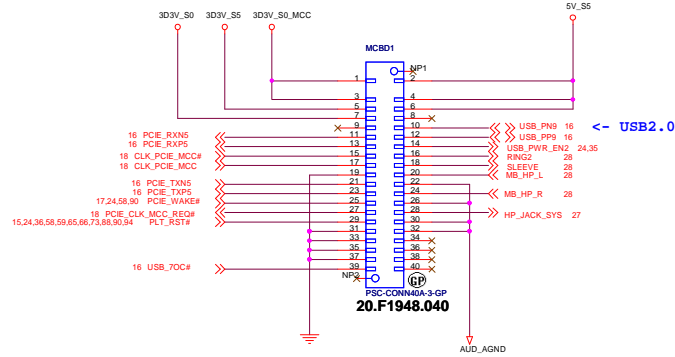 3D3V_S0 3D3V_S5 3D3V_S0_MCC 5V_S5
MCBD1
NP1
1 2
3 4
5 6
7 8
9 10 USB_PN9 16 <- USB2.0
16 PCIE_RXN5 11 12 USB_PP9 16
16 PCIE_RXP5 13 14 USB_PWR_EN2 24,35
18 CLK_PCIE_MCC# 15 16 RING2 28
18 CLK_PCIE_MCC 17 18 SLEEVE 28
19 20 MB_HP_L 28
16 PCIE_TXN5 21 22
16 PCIE_TXP5 23 24 MB_HP_R 28
17,24,58,90 PCIE_WAKE# 25 26
18 PCIE_CLK_MCC_REQ# 27 28 HP_JACK_SYS 27
15,24,36,58,59,65,66,73,88,90,94 PLT_RST# 29 30
31 32
33 34
35 36
37 38
16 USB_7OC# 39 40
NP2
GP
PSC-CONN40A-3-GP
20.F1948.040
AUD_AGND